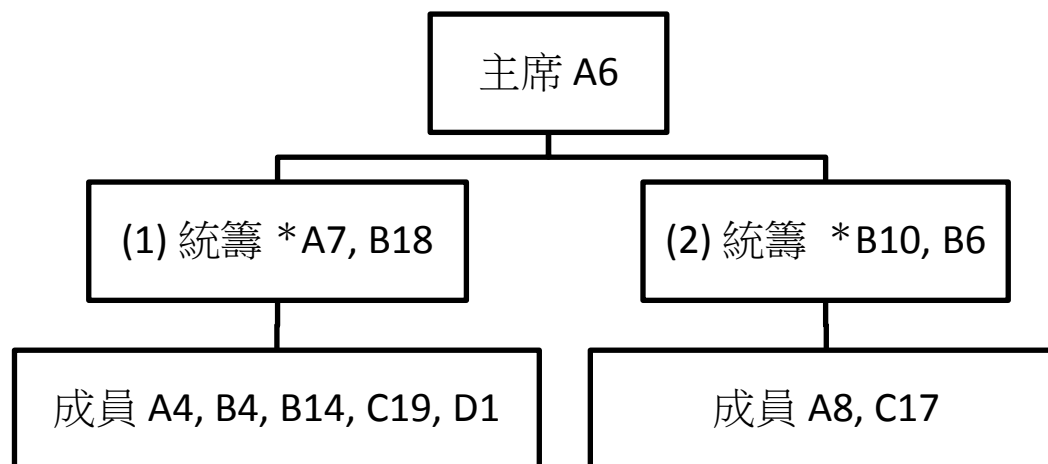 主席 A6
(1) 統籌 *A7, B18
(2) 統籌 *B10, B6
成員 A4, B4, B14, C19, D1
成員 A8, C17